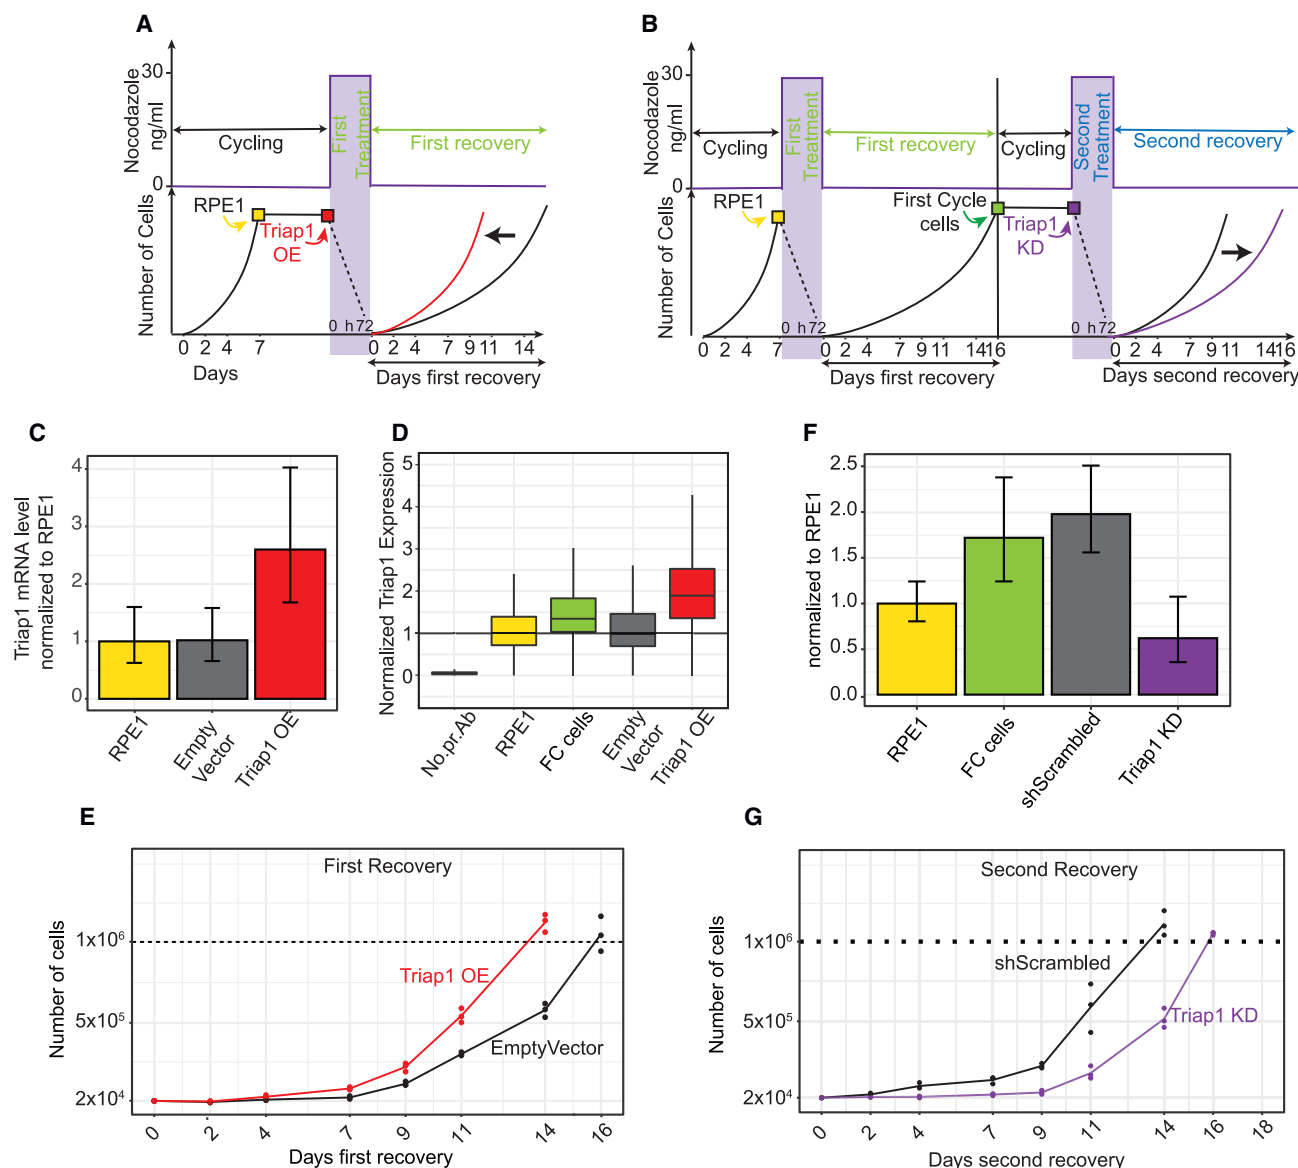 A
Nocodazole
ng/ml
30
0
Cycling
First
Treatment
First recovery
Number of Cells
RPE1
Triap1
OE
0 h72
0 2 4 7
0 2 4 7 9 11 14
Days
Days first recovery
B
Nocodazole
ng/ml
30
0
Cycling
First
Treatment
First recovery
Cycling
Second
Treatment
Second recovery
Number of Cells
RPE1
First Cycle
cells
Triap1
KD
0 h72
0 h72
0 2 4 7
0 2 4 7 9 11 1416
0 2 4 7 9 11 1416
Days first recovery
Days second recovery
C
Triap1 mRNA level
normalized to RPE1
4
3
2
1
0
RPE1
Empty
Vector
Triap1 OE
D
Normalized Triap1 Expression
5
4
3
2
1
0
No.pr.Ab
RPE1
FC cells
Empty
Vector
Triap1 OE
F
normalized to RPE1
2.5
2.0
1.5
1.0
0.5
0.0
RPE1
FC cells
shScrambled
Triap1 KD
E
First Recovery
Number of cells
1x10⁶
5x10⁵
2x10⁴
Triap1 OE
EmptyVector
0 2 4 7 9 11 14 16
Days first recovery
G
Second Recovery
Number of cells
1x10⁶
5x10⁵
2x10⁴
shScrambled
Triap1 KD
0 2 4 7 9 11 14 16 18
Days second recovery